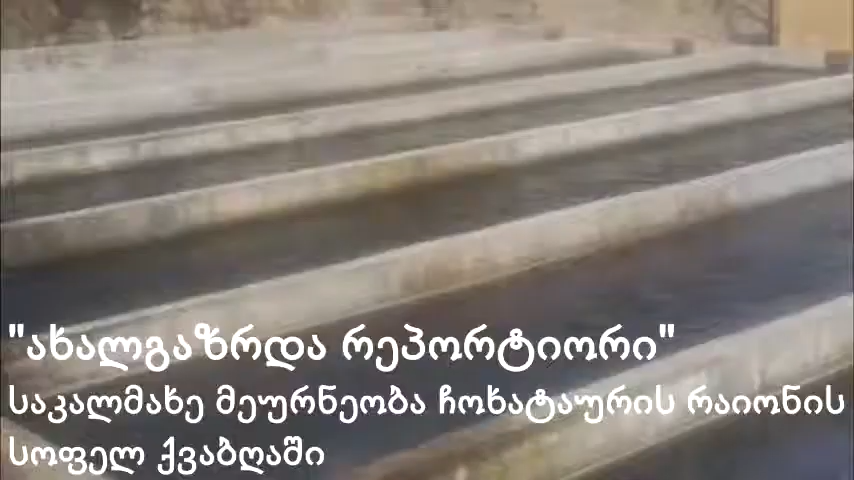 "ახალგაზრდა რეპორტიორი"
საკალმახე მეურნეობა ჩოხატაურის რაიონის
სოფელ ქვაბღაში